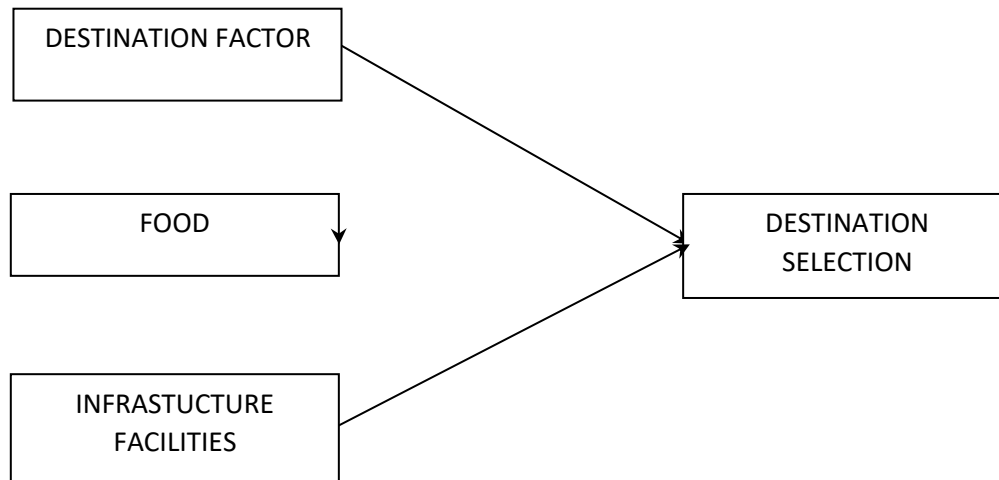 DESTINATION FACTOR
FOOD
DESTINATION
SELECTION
INFRASTUCTURE
FACILITIES